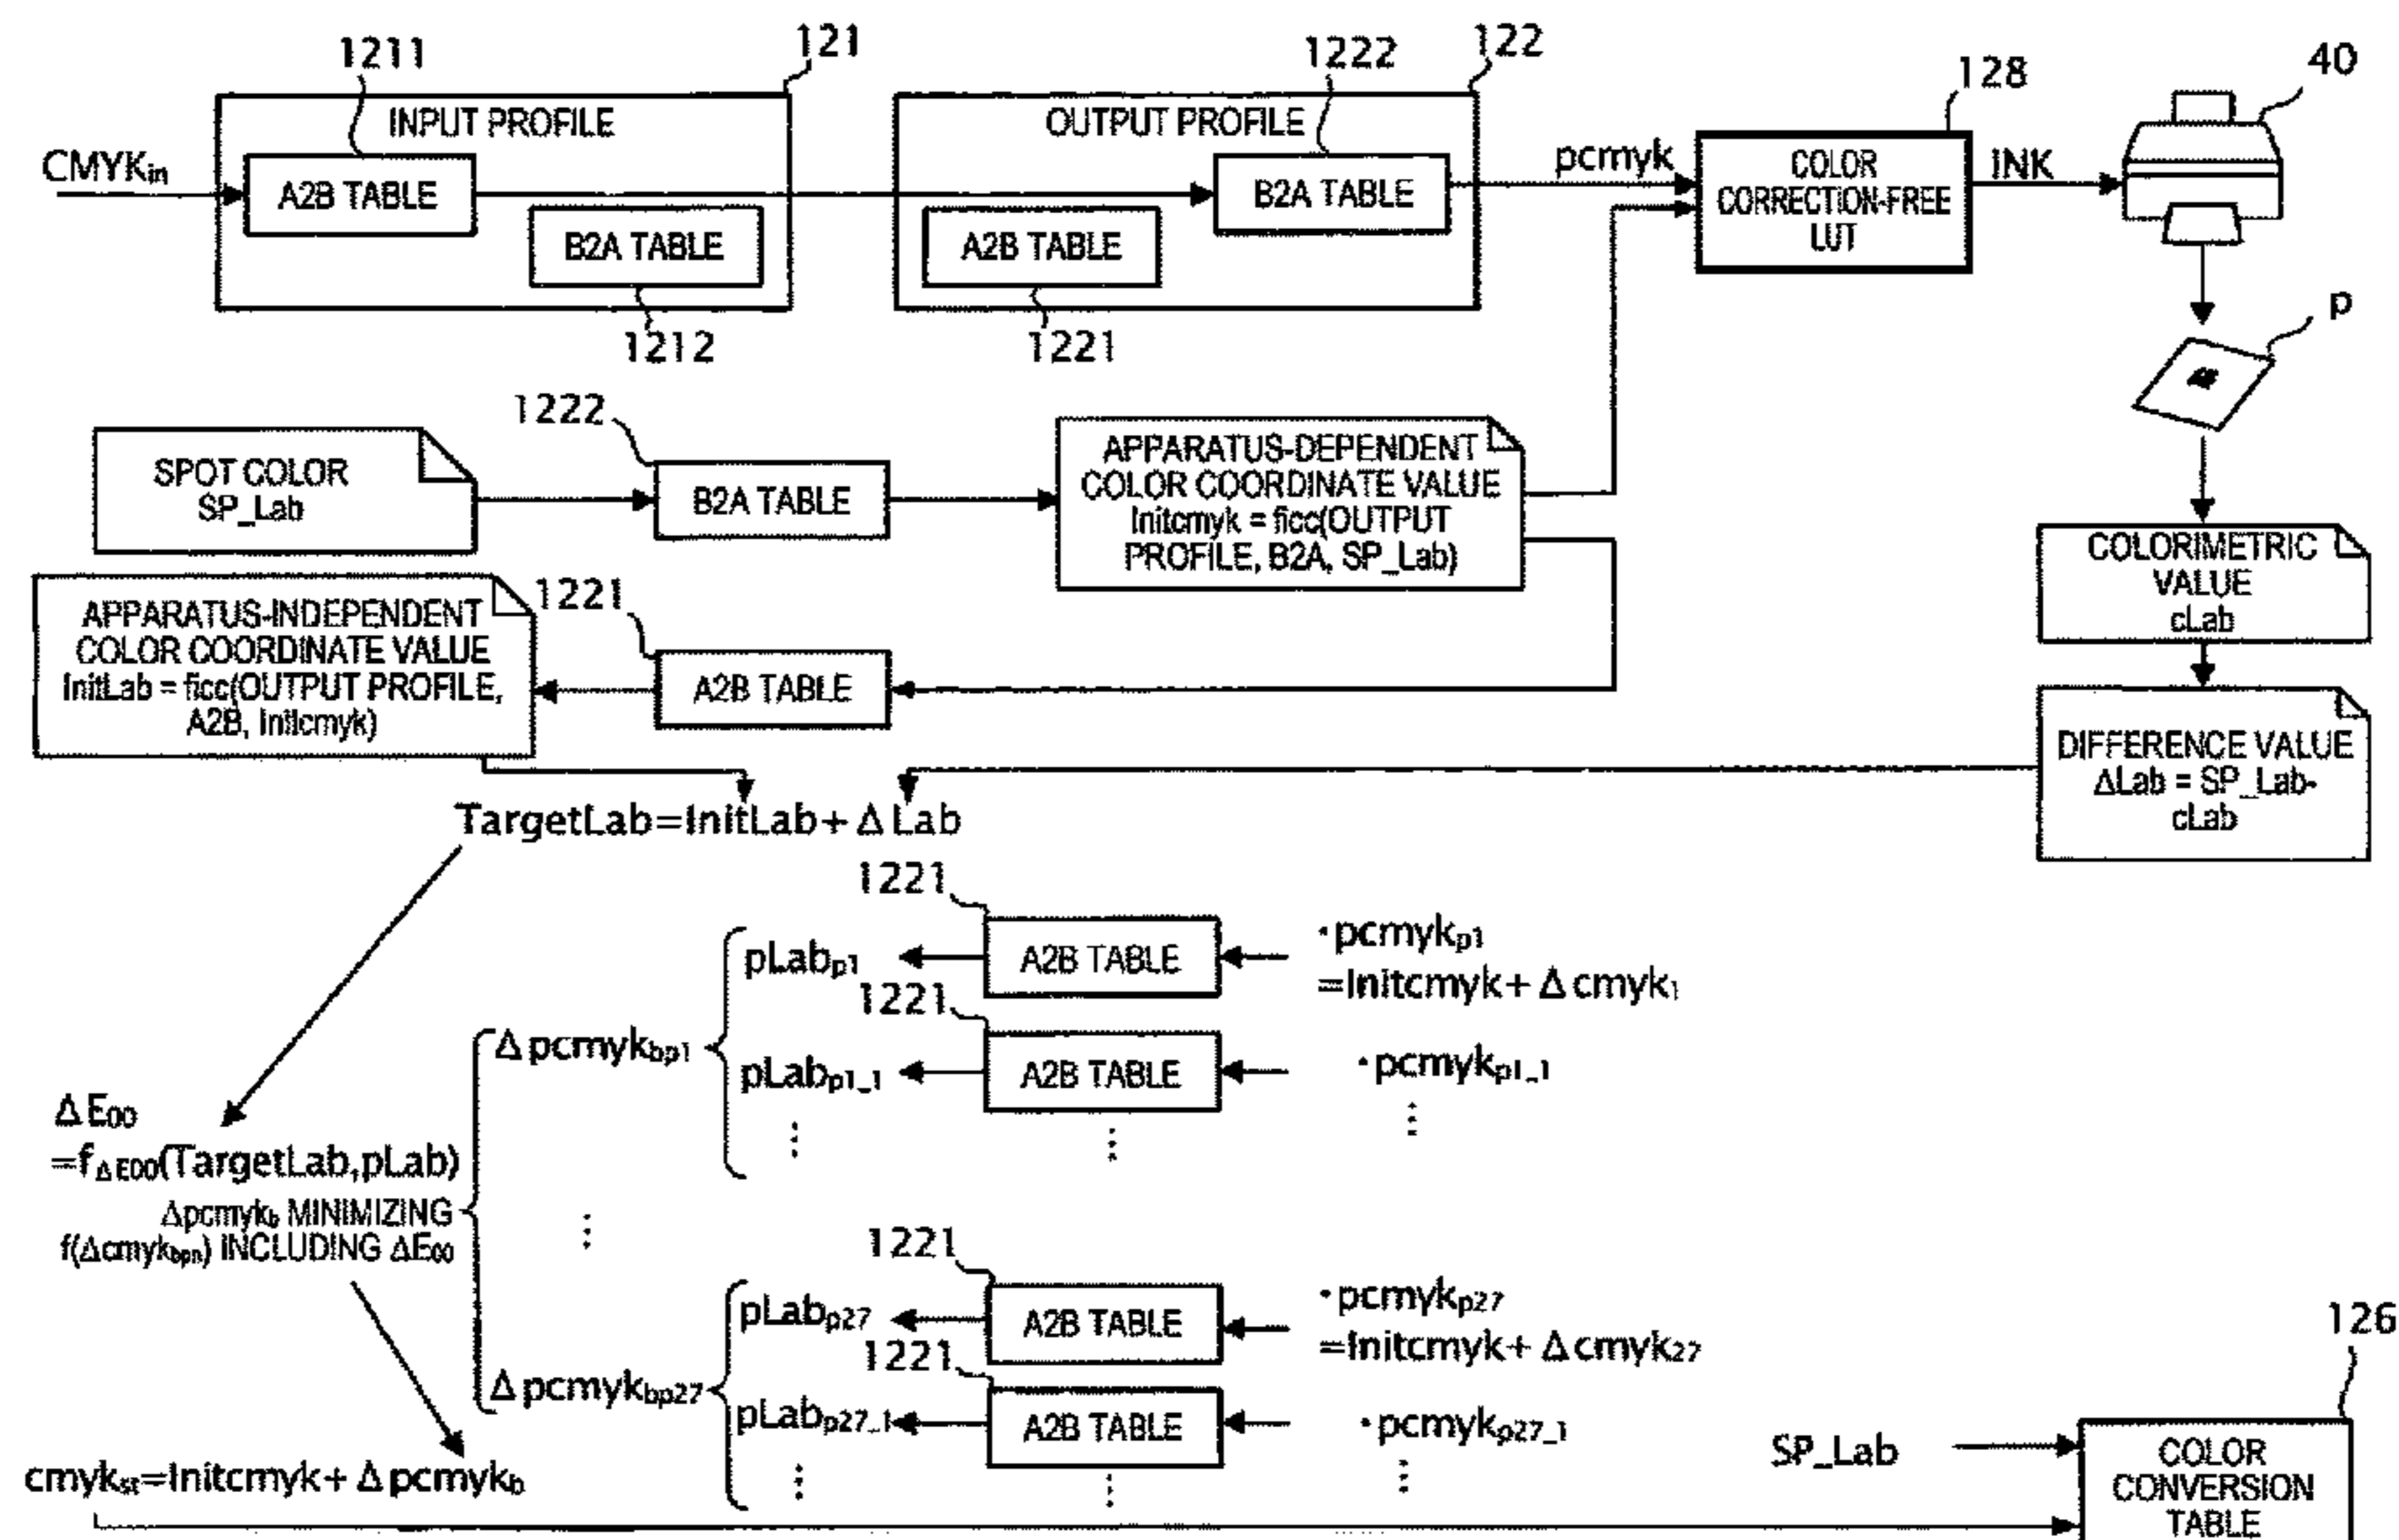 1211
121
1222
122
128
40
INPUT PROFILE
OUTPUT PROFILE
CMYKin
A2B TABLE
B2A TABLE
B2A TABLE
A2B TABLE
pcmyk
COLOR
CORRECTION-FREE
LUT
INK
1212
1221
p
1222
SPOT COLOR
SP_Lab
B2A TABLE
APPARATUS-DEPENDENT
COLOR COORDINATE VALUE
Initcmyk = ficc(OUTPUT
PROFILE, B2A, SP_Lab)
COLORIMETRIC
VALUE
cLab
APPARATUS-INDEPENDENT
COLOR COORDINATE VALUE
InitLab = ficc(OUTPUT PROFILE,
A2B, Initcmyk)
1221
A2B TABLE
DIFFERENCE VALUE
ΔLab = SP_Lab-
cLab
TargetLab=InitLab+ΔLab
1221
pLabp1
A2B TABLE
·pcmykp1
=Initcmyk+Δcmyk1
1221
Δpcmykbp1
pLabp1_1
A2B TABLE
·pcmykp1_1
⋮
⋮
⋮
ΔE00
=fΔE00(TargetLab,pLab)
Δpcmykb MINIMIZING
f(Δcmykbpn) INCLUDING ΔE00
⋮
1221
pLabp27
A2B TABLE
·pcmykp27
=Initcmyk+Δcmyk27
1221
Δpcmykbp27
pLabp27_1
A2B TABLE
·pcmykp27_1
⋮
⋮
⋮
126
SP_Lab
COLOR
CONVERSION
TABLE
cmykst=Initcmyk+Δpcmykb